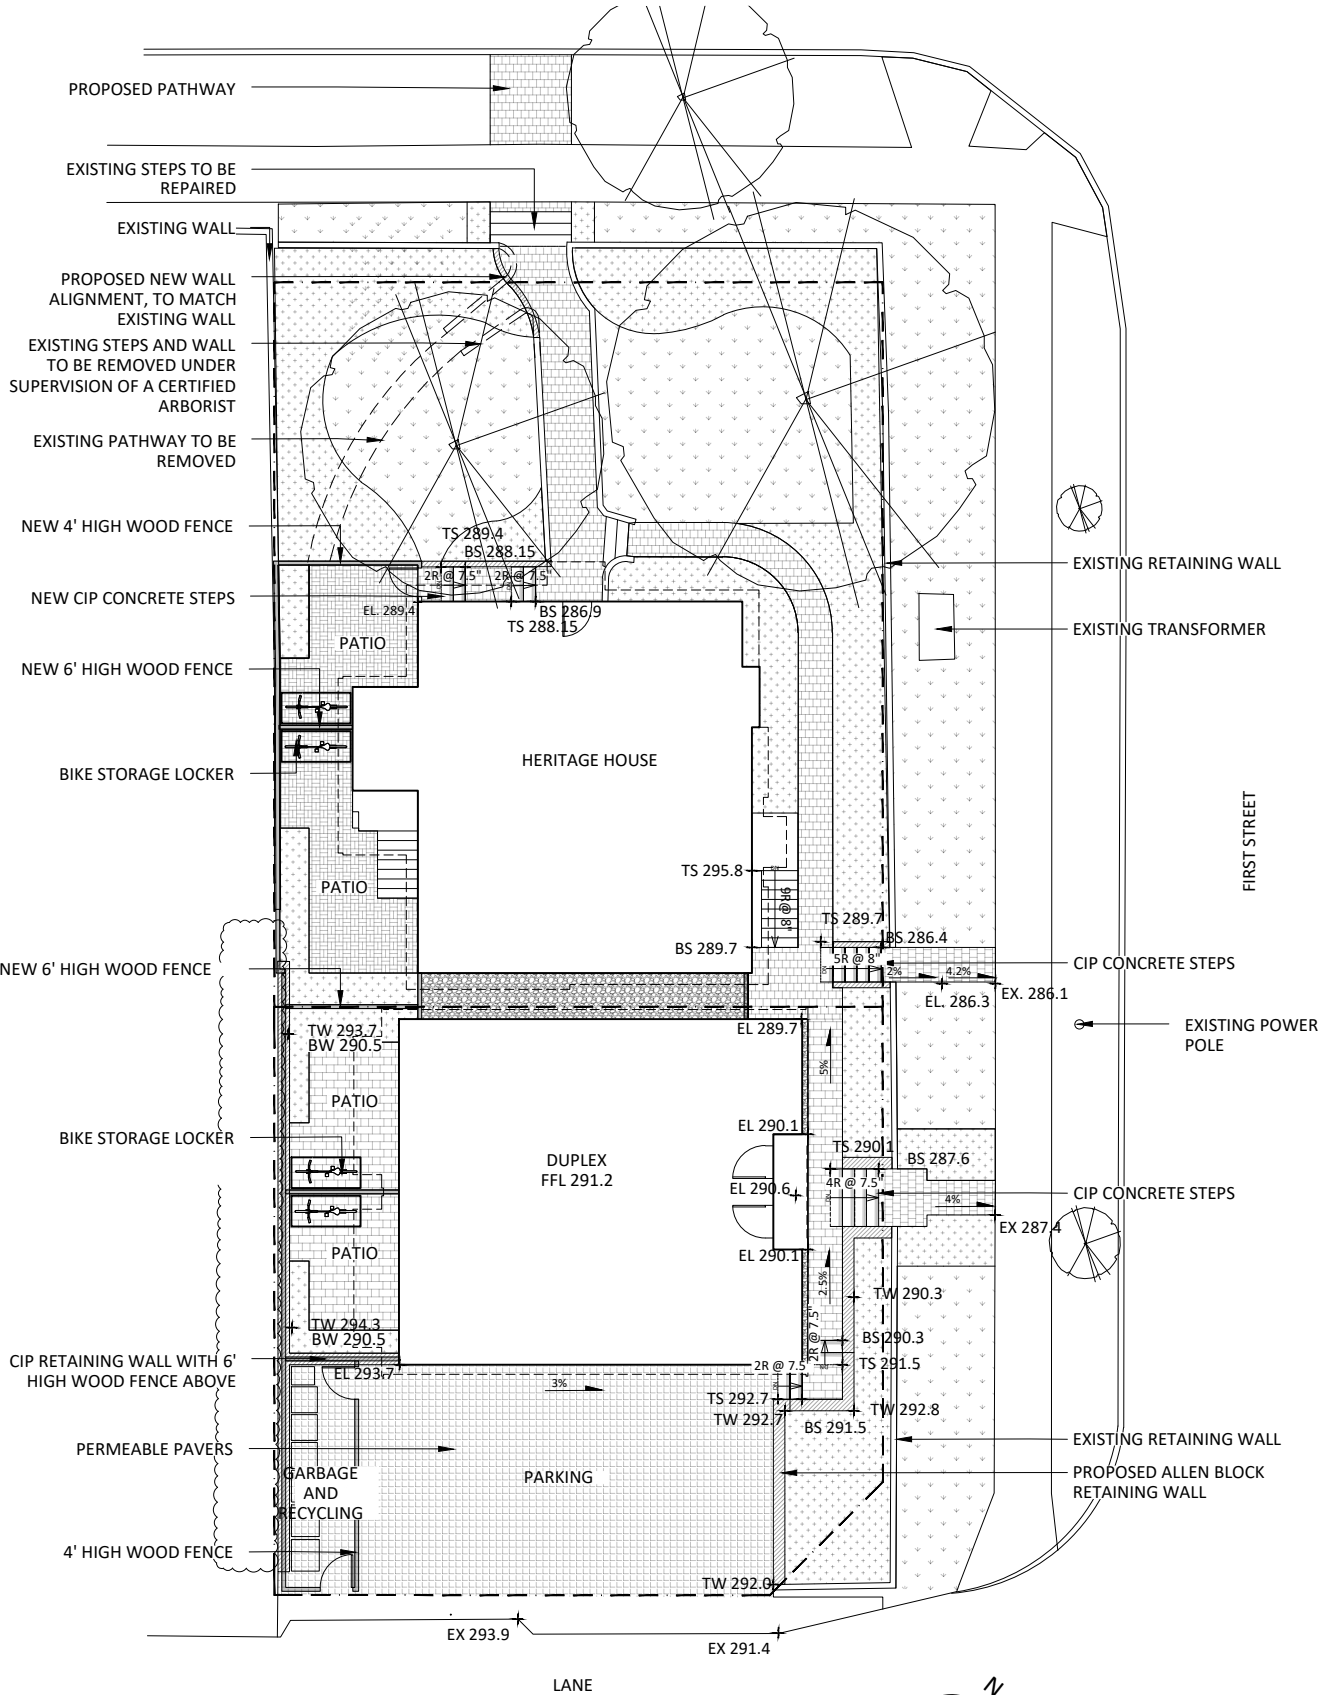 PROPOSED PATHWAY
EXISTING STEPS TO BE
REPAIRED
EXISTING WALL
PROPOSED NEW WALL
ALIGNMENT, TO MATCH
EXISTING WALL
EXISTING STEPS AND WALL
TO BE REMOVED UNDER
SUPERVISION OF A CERTIFIED
ARBORIST
EXISTING PATHWAY TO BE
REMOVED
NEW 4' HIGH WOOD FENCE
TS 289.4
BS 288.15
2R @ 7.5"
2R @ 7.5"
NEW CIP CONCRETE STEPS
EL. 289.4
BS 286.9
TS 288.15
EXISTING RETAINING WALL
EXISTING TRANSFORMER
PATIO
NEW 6' HIGH WOOD FENCE
HERITAGE HOUSE
BIKE STORAGE LOCKER
FIRST STREET
TS 295.8
PATIO
9R@ 8"
DN
TS 289.7
BS 289.7
BS 286.4
5R @ 8"
DN
2%
4.2%
CIP CONCRETE STEPS
NEW 6' HIGH WOOD FENCE
EL. 286.3
EX. 286.1
TW 293.7
BW 290.5
EL 289.7
EXISTING POWER
POLE
5%
PATIO
EL 290.1
BIKE STORAGE LOCKER
TS 290.1
BS 287.6
DUPLEX
FFL 291.2
EL 290.6
4R @ 7.5"
DN
4%
CIP CONCRETE STEPS
EX 287.4
PATIO
EL 290.1
2.5%
TW 290.3
TW 294.3
BW 290.5
2R @ 7.5"
BS 290.3
CIP RETAINING WALL WITH 6'
HIGH WOOD FENCE ABOVE
EL 293.7
2R @ 7.5
DN
TS 291.5
DN
3%
TS 292.7
TW 292.7
TW 292.8
BS 291.5
PERMEABLE PAVERS
EXISTING RETAINING WALL
GARBAGE
AND
RECYCLING
PARKING
PROPOSED ALLEN BLOCK
RETAINING WALL
4' HIGH WOOD FENCE
TW 292.0
EX 293.9
EX 291.4
LANE
N